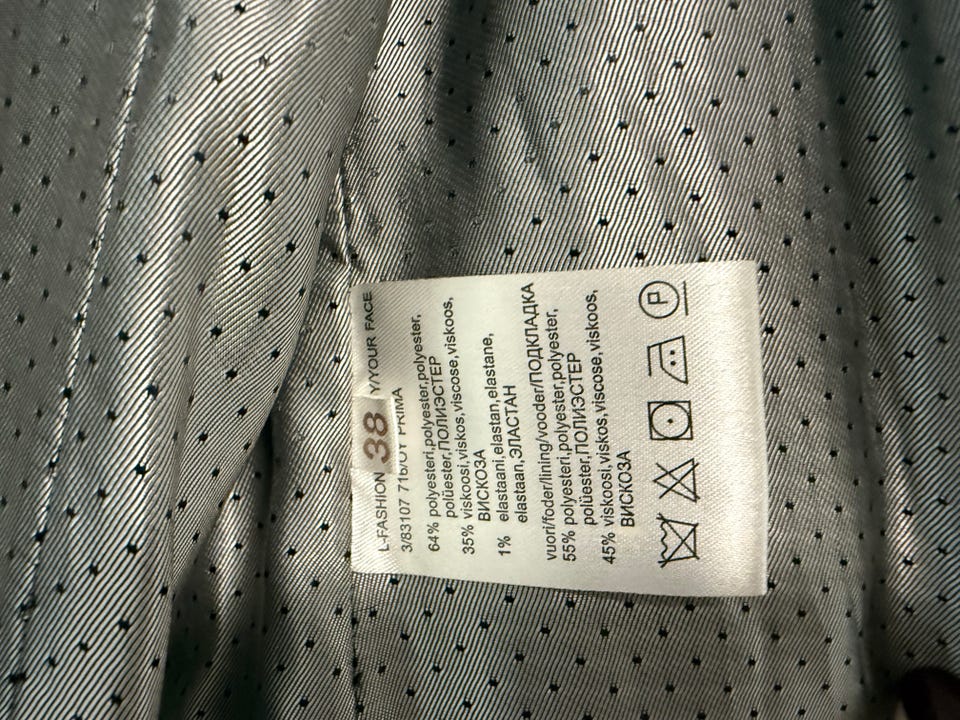 L-FASHION
38
Y/YOUR FACE
3/83107 716/OY PRIMA
64% polyesteri,polyester,polyester,
polüester,ПОЛИЭСТЕР
35% viskoosi,viskos,viscose,viskoos,
ВИСКОЗА
1% elastaani,elastan,elastane,
elastaan,ЭЛАСТАН
vuori/foder/lining/vooder/ПОДКЛАДКА
55% polyesteri,polyester,polyester,
polüester,ПОЛИЭСТЕР
45% viskoosi,viskos,viscose,viskoos,
ВИСКОЗА
P